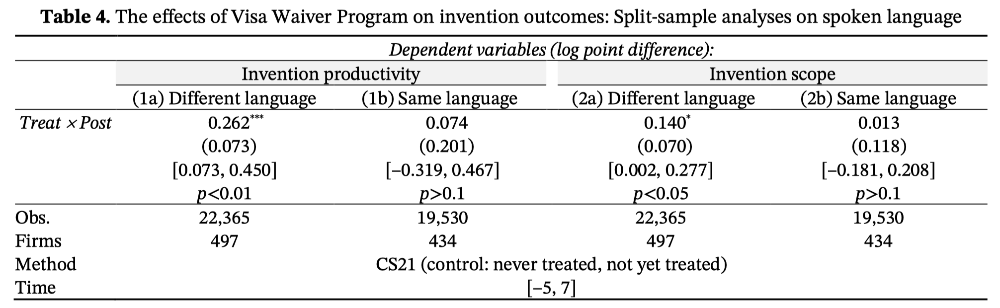 Table 4. The effects of Visa Waiver Program on invention outcomes: Split-sample analyses on spoken language
Dependent variables (log point difference):
Invention productivity Invention scope
(1a) Different language (1b) Same language (2a) Different language (2b) Same language
Treat × Post 0.262*** 0.074 0.140* 0.013
(0.073) (0.201) (0.070) (0.118)
[0.073, 0.450] [–0.319, 0.467] [0.002, 0.277] [–0.181, 0.208]
p<0.01 p>0.1 p<0.05 p>0.1
Obs. 22,365 19,530 22,365 19,530
Firms 497 434 497 434
Method CS21 (control: never treated, not yet treated)
Time [–5, 7]